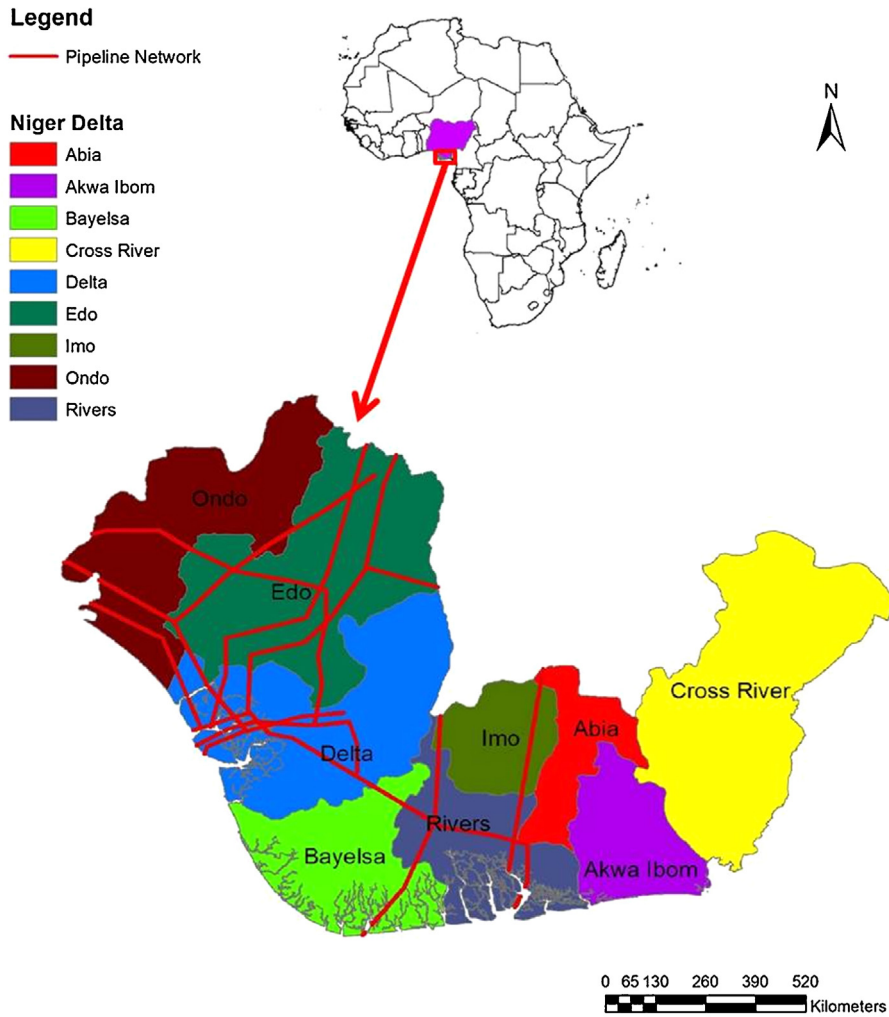 Legend
Pipeline Network
N
Niger Delta
Abia
Akwa Ibom
Bayelsa
Cross River
Delta
Edo
Imo
Ondo
Rivers
Ondo
Edo
Cross River
Imo
Abia
Delta
Rivers
Bayelsa
Akwa Ibom
0 65 130 260 390 520
Kilometers